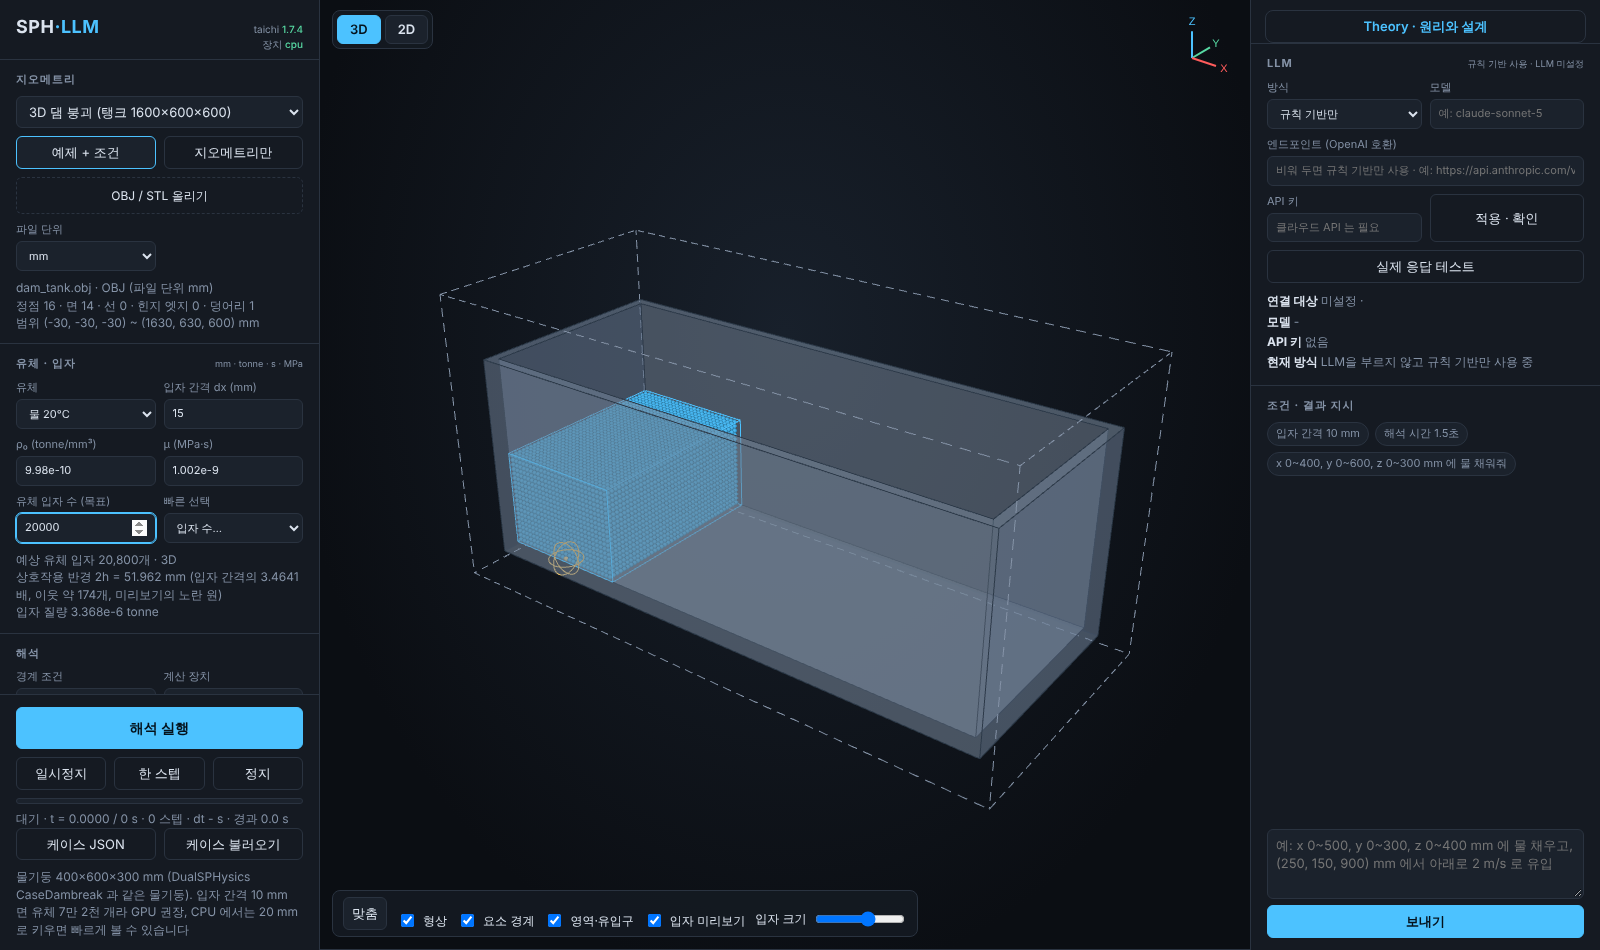 SPH·LLM
taichi 1.7.4
장치 cpu
지오메트리
3D 댐 붕괴 (탱크 1600×600×600)
예제 + 조건
지오메트리만
OBJ / STL 올리기
파일 단위
mm
dam_tank.obj · OBJ (파일 단위 mm)
정점 16 · 면 14 · 선 0 · 힌지 엣지 0 · 덩어리 1
범위 (-30, -30, -30) ~ (1630, 630, 600) mm
유체 · 입자
mm · tonne · s · MPa
유체
입자 간격 dx (mm)
물 20°C
15
ρ₀ (tonne/mm³)
μ (MPa·s)
9.98e-10
1.002e-9
유체 입자 수 (목표)
빠른 선택
20000
입자 수...
예상 유체 입자 20,800개 · 3D
상호작용 반경 2h = 51.962 mm (입자 간격의 3.4641
배, 이웃 약 174개, 미리보기의 노란 원)
입자 질량 3.368e-6 tonne
해석
경계 조건
계산 장치
해석 실행
일시정지
한 스텝
정지
대기 · t = 0.0000 / 0 s · 0 스텝 · dt - s · 경과 0.0 s
케이스 JSON
케이스 불러오기
물기둥 400×600×300 mm (DualSPHysics
CaseDambreak 과 같은 물기둥). 입자 간격 10 mm
면 유체 7만 2천 개라 GPU 권장, CPU 에서는 20 mm
로 키우면 빠르게 볼 수 있습니다
3D
2D
Z
Y
X
맞춤
형상
요소 경계
영역·유입구
입자 미리보기
입자 크기
Theory · 원리와 설계
LLM
규칙 기반 사용 · LLM 미설정
방식
모델
규칙 기반만
예: claude-sonnet-5
엔드포인트 (OpenAI 호환)
비워 두면 규칙 기반만 사용 · 예: https://api.anthropic.com/v
API 키
클라우드 API 는 필요
적용 · 확인
실제 응답 테스트
연결 대상 미설정 ·
모델 -
API 키 없음
현재 방식 LLM을 부르지 않고 규칙 기반만 사용 중
조건 · 결과 지시
입자 간격 10 mm
해석 시간 1.5초
x 0~400, y 0~600, z 0~300 mm 에 물 채워줘
예: x 0~500, y 0~300, z 0~400 mm 에 물 채우고,
(250, 150, 900) mm 에서 아래로 2 m/s 로 유입
보내기